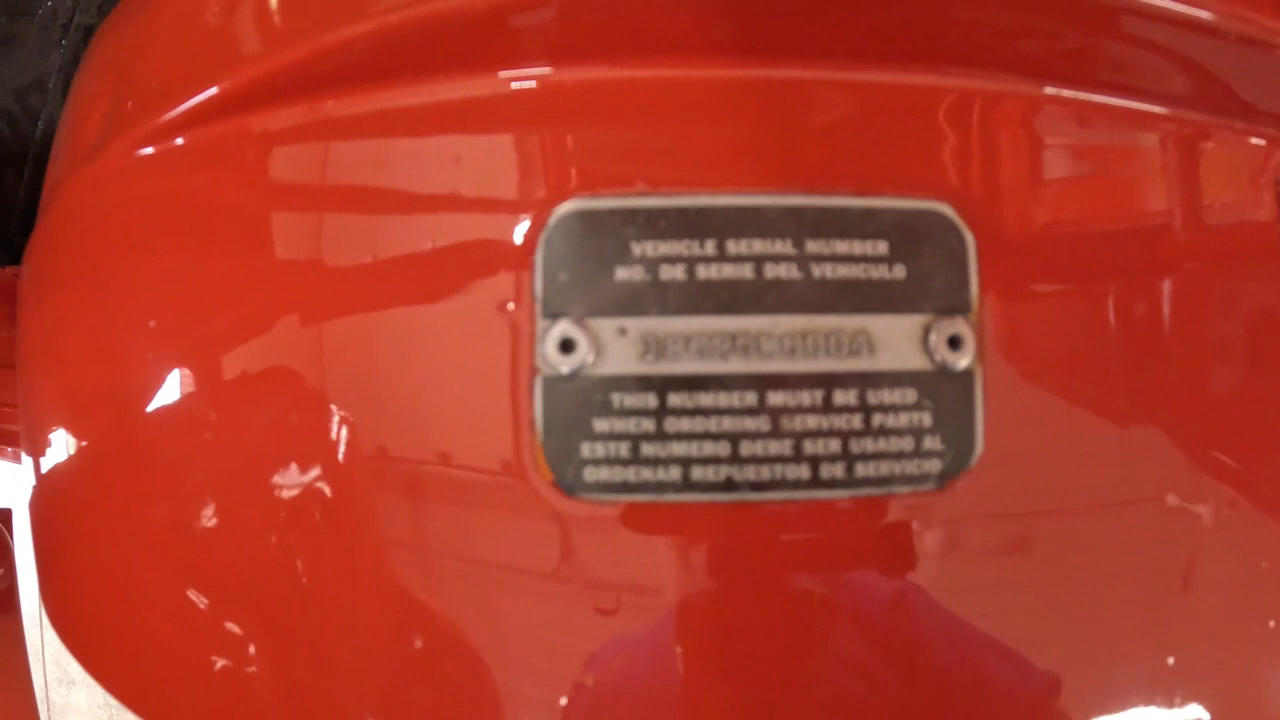 VEHICLE SERIAL NUMBER
NO. DE SERIE DEL VEHICULO
THIS NUMBER MUST BE USED
WHEN ORDERING SERVICE PARTS
ESTE NUMERO DEBE SER USADO AL
ORDENAR REPUESTOS DE SERVICIO